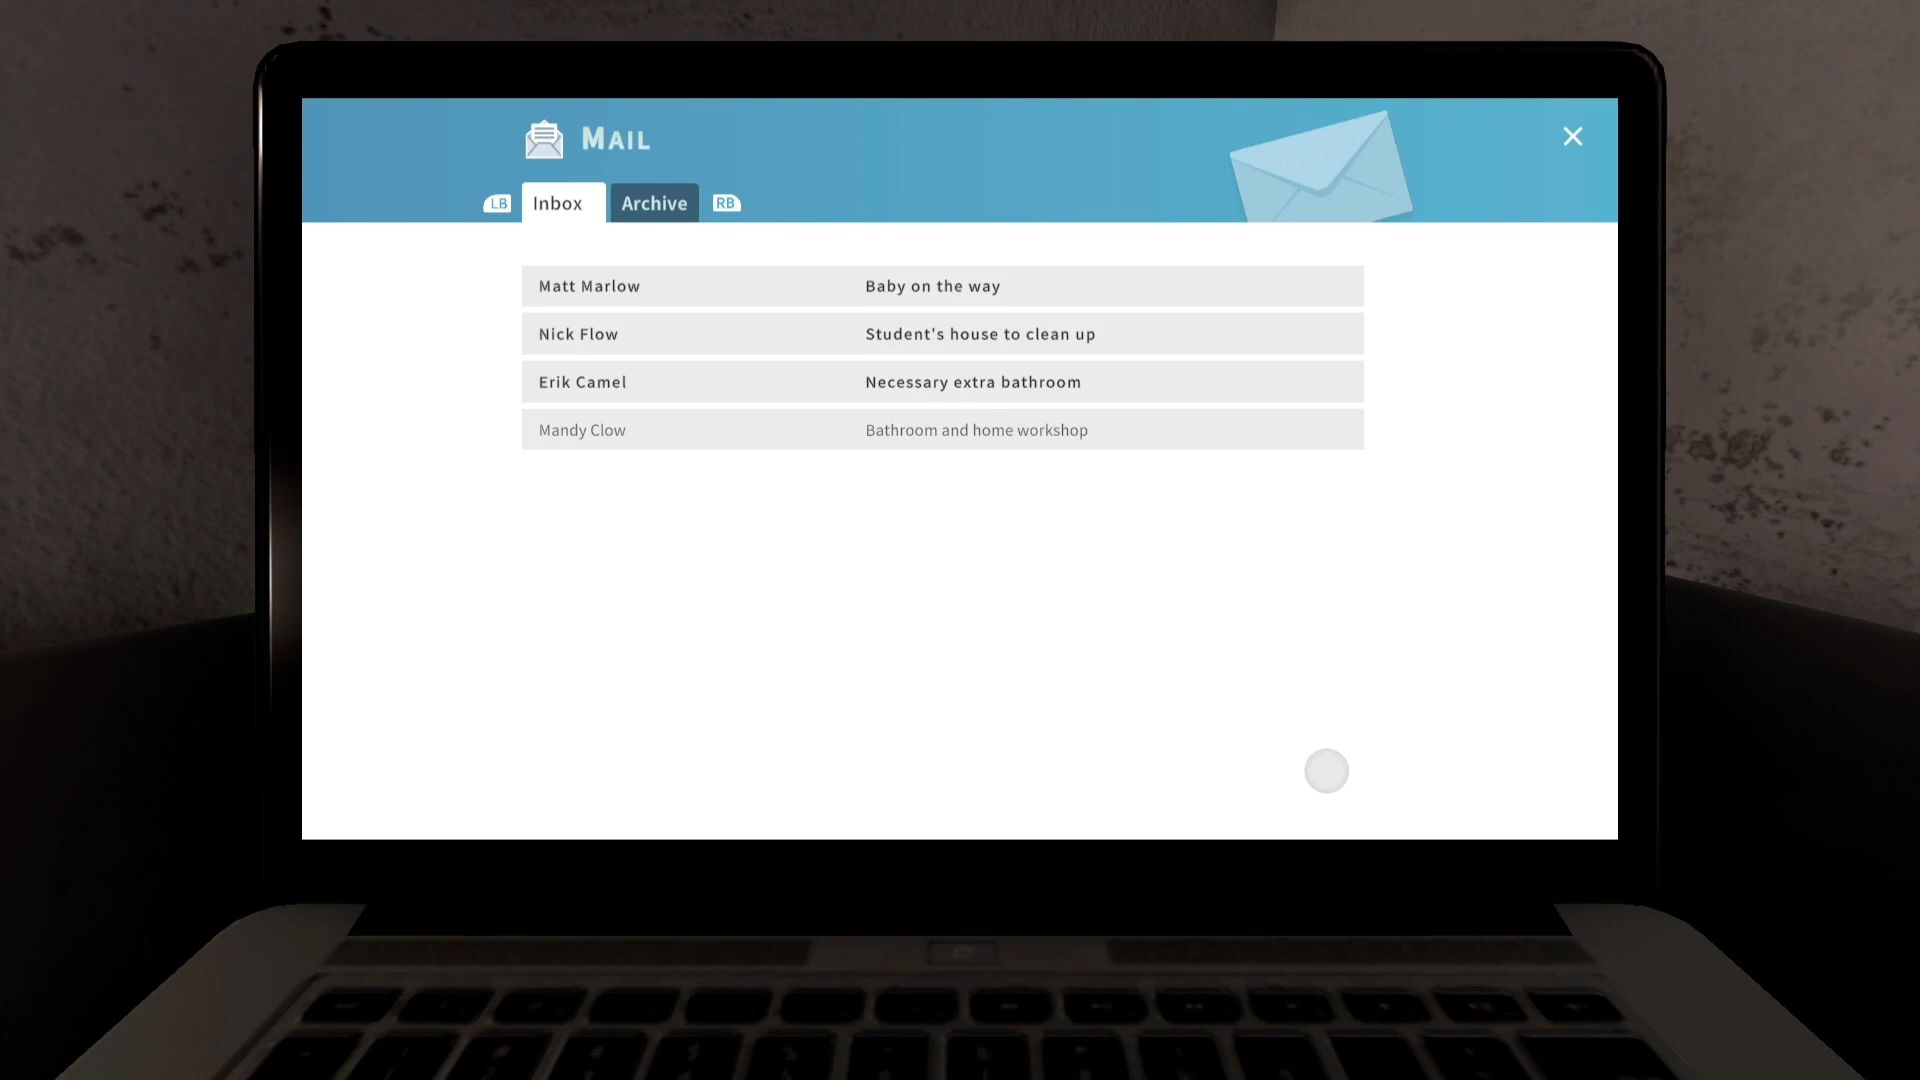 MAIL
LB Inbox Archive RB
Matt Marlow Baby on the way
Nick Flow Student's house to clean up
Erik Camel Necessary extra bathroom
Mandy Clow Bathroom and home workshop